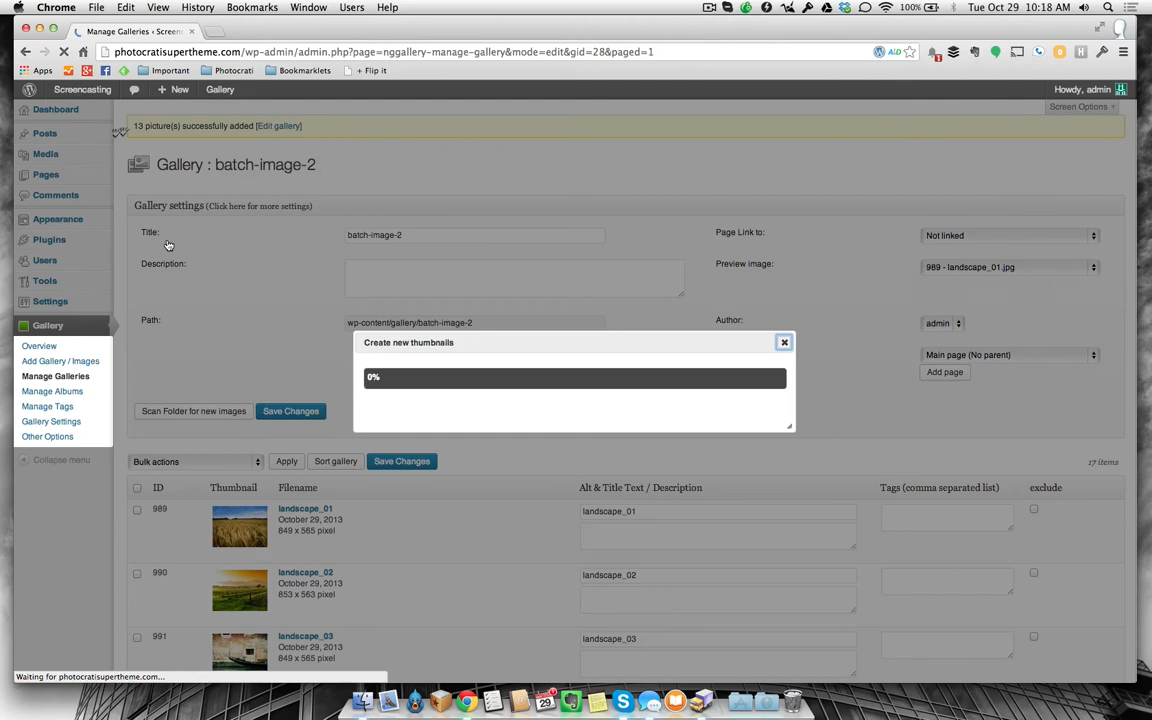 Chrome File Edit View History Bookmarks Window Users Help 100% Tue Oct 29 10:18 AM
Manage Galleries ‹ Screenc
photocratisupertheme.com/wp-admin/admin.php?page=nggallery-manage-gallery&mode=edit&gid=28&paged=1
Apps Important Photocrati Bookmarklets + Flip it
Screencasting + New Gallery Howdy, admin
Screen Options
Dashboard
Posts
Media
Pages
Comments
Appearance
Plugins
Users
Tools
Settings
Gallery
Overview
Add Gallery / Images
Manage Galleries
Manage Albums
Manage Tags
Gallery Settings
Other Options
Collapse menu
13 picture(s) successfully added [Edit gallery]
Gallery : batch-image-2
Gallery settings (Click here for more settings)
Title: batch-image-2 Page Link to: Not linked
Description: Preview image: 989 - landscape_01.jpg
Path: wp-content/gallery/batch-image-2 Author: admin
Main page (No parent)
Add page
Create new thumbnails
0%
Scan Folder for new images Save Changes
Bulk actions Apply Sort gallery Save Changes 17 items
ID Thumbnail Filename Alt & Title Text / Description Tags (comma separated list) exclude
989 landscape_01 landscape_01
October 29, 2013
849 x 565 pixel
990 landscape_02 landscape_02
October 29, 2013
853 x 563 pixel
991 landscape_03 landscape_03
October 29, 2013
849 x 565 pixel
Waiting for photocratisupertheme.com...
29